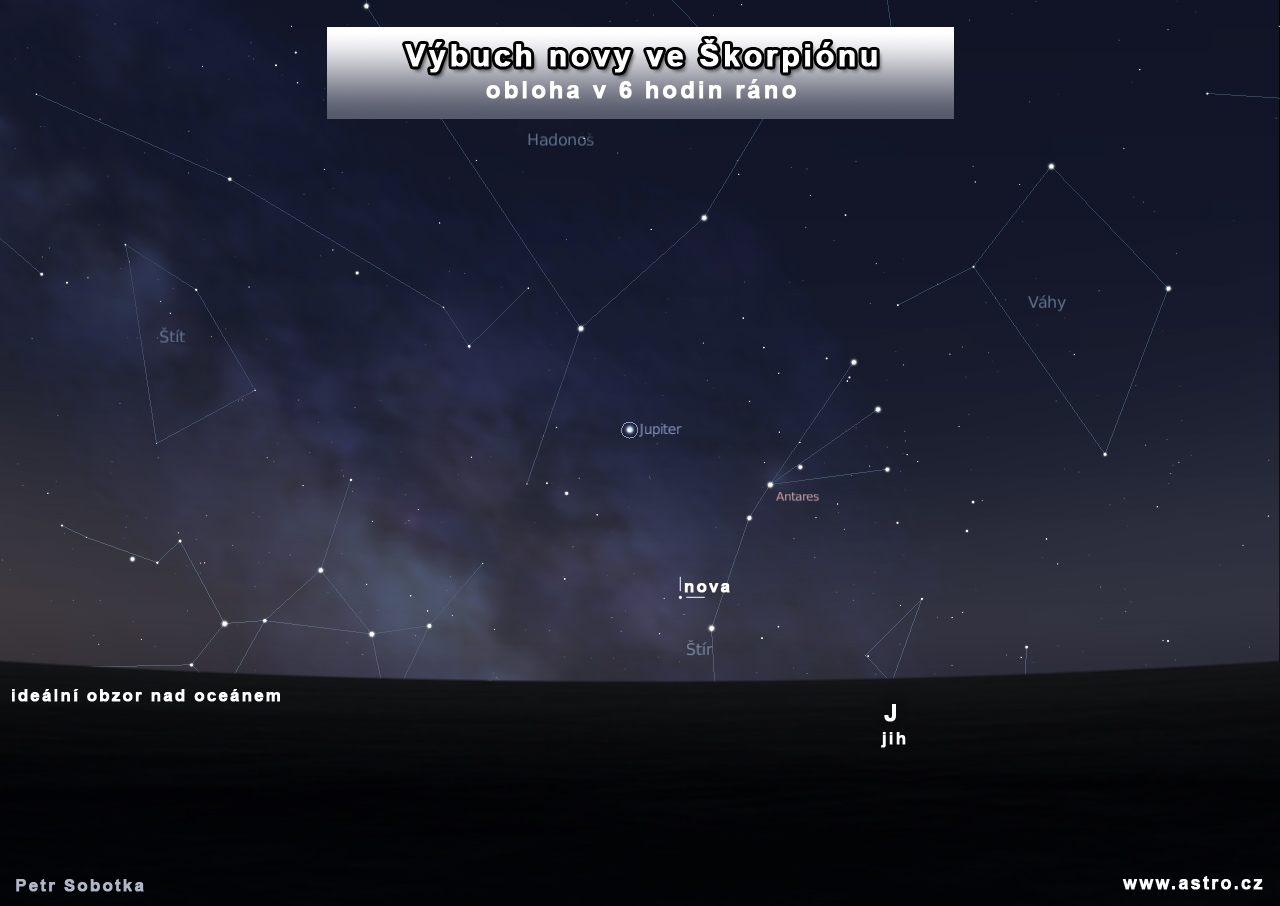 Výbuch novy ve Škorpiónu
obloha v 6 hodin ráno
Hadonoš
Váhy
Štít
Jupiter
Antares
nova
Štír
ideální obzor nad oceánem
J
jih
Petr Sobotka
www.astro.cz